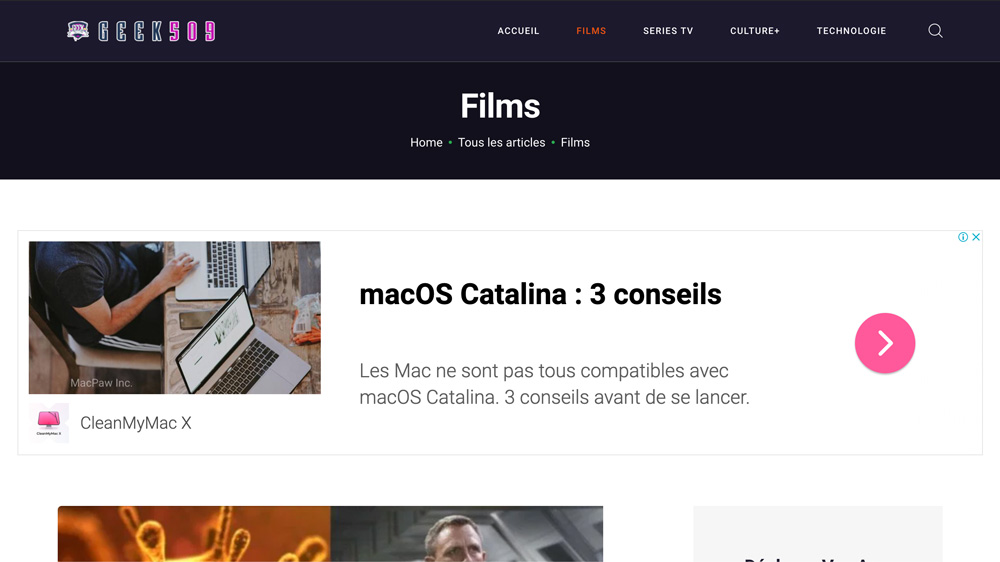 GEEK509
ACCUEIL
FILMS
SERIES TV
CULTURE+
TECHNOLOGIE
Films
Home • Tous les articles • Films
macOS Catalina : 3 conseils
Les Mac ne sont pas tous compatibles avec
macOS Catalina. 3 conseils avant de se lancer.
MacPaw Inc.
CleanMyMac X
CleanMyMac X